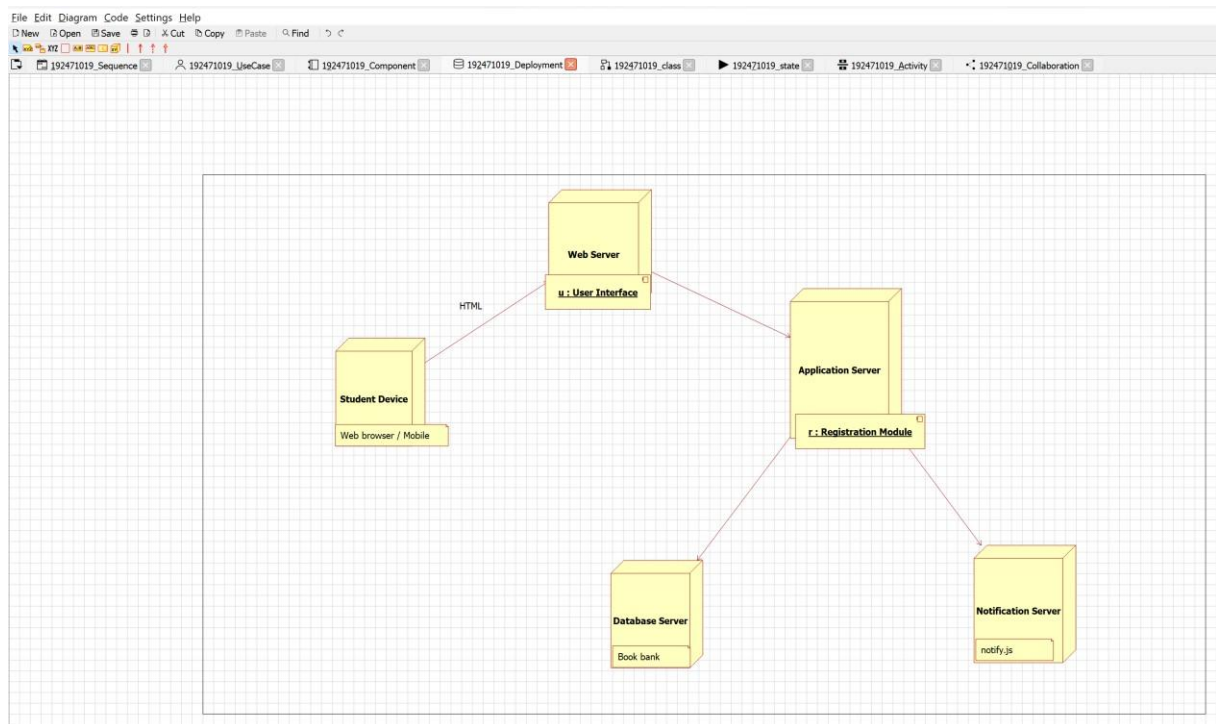 File Edit Diagram Code Settings Help
New Open Save Cut Copy Paste Find
XYZ
192471019_Sequence 192471019_UseCase 192471019_Component 192471019_Deployment 192471019_class 192471019_state 192471019_Activity 192471019_Collaboration
Web Server
u : User Interface
HTML
Student Device
Web browser / Mobile
Application Server
r : Registration Module
Database Server
Book bank
Notification Server
notify.js